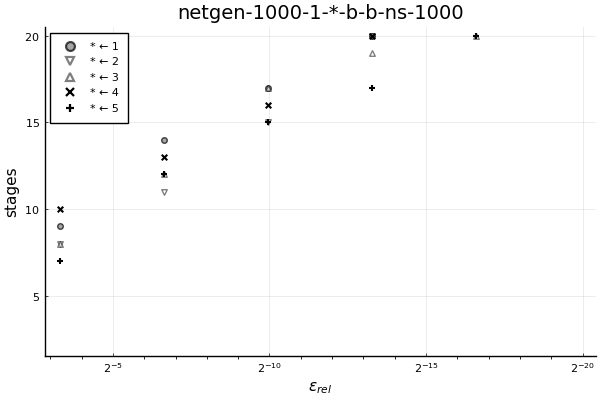 netgen-1000-1-*-b-b-ns-1000
20
15
10
5
stages
* ← 1
* ← 2
* ← 3
* ← 4
* ← 5
2⁻⁵
2⁻¹⁰
2⁻¹⁵
2⁻²⁰
ε_rel